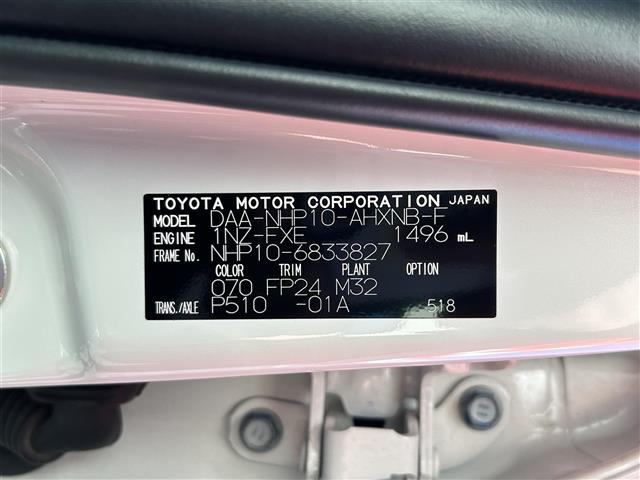 TOYOTA MOTOR CORPORATION JAPAN
MODEL DAA-NHP10-AHXNB-F
ENGINE 1NZ-FXE 1496 mL
FRAME No. NHP10-6833827
COLOR TRIM PLANT OPTION
070 FP24 M32
TRANS./AXLE P510 -01A 518